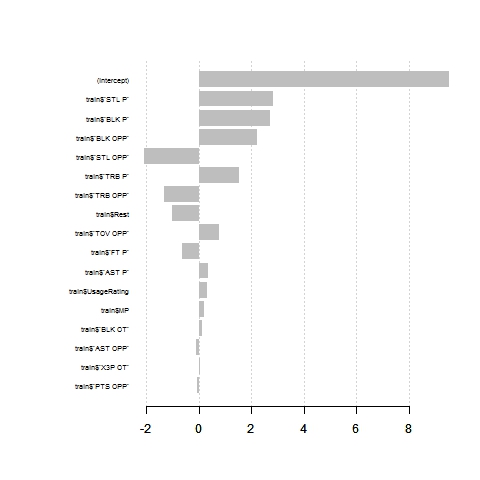 (Intercept)
train$`STL P`
train$`BLK P`
train$`BLK OPP`
train$`STL OPP`
train$`TRB P`
train$`TRB OPP`
train$Rest
train$`TOV OPP`
train$`FT P`
train$`AST P`
train$UsageRating
train$MP
train$`BLK OT`
train$`AST OPP`
train$`X3P OT`
train$`PTS OPP`
-2 0 2 4 6 8